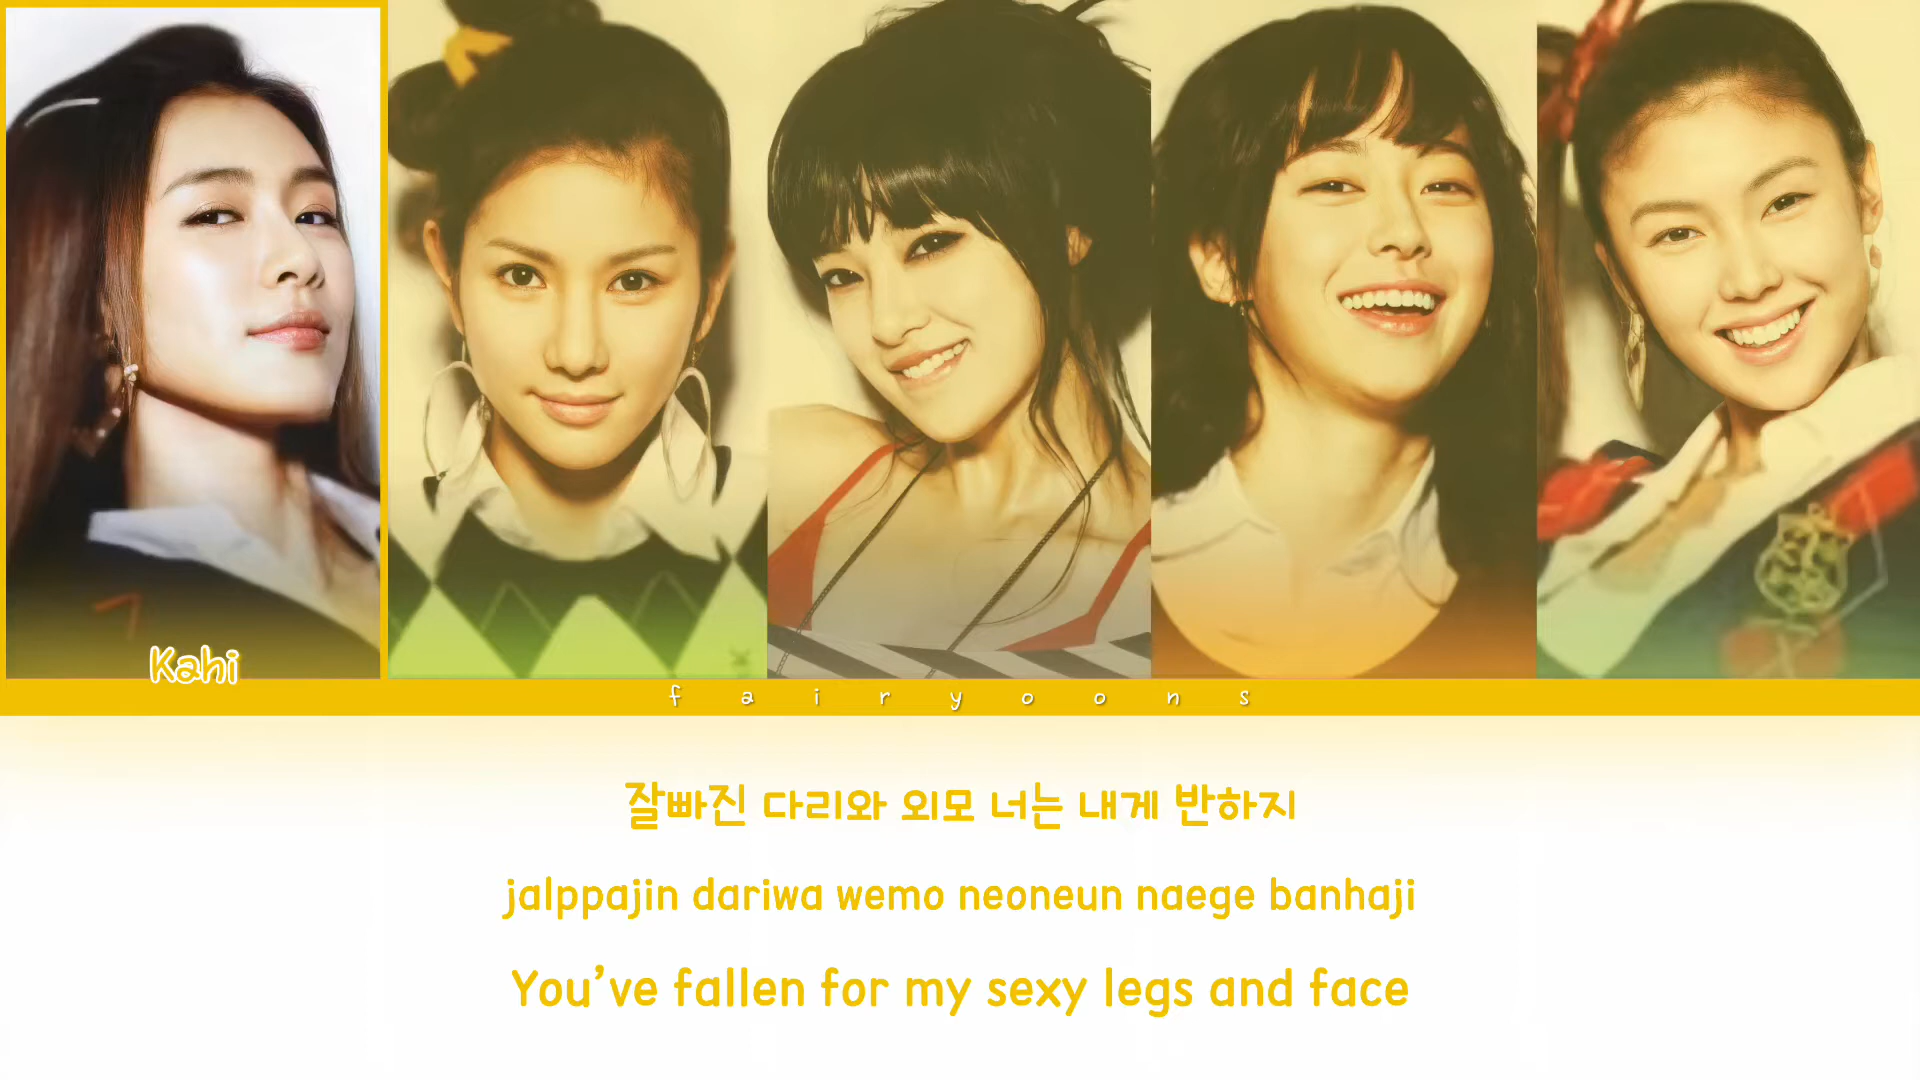 Kahi
fairyoons
잘빠진 다리와 외모 너는 내게 반하지
jalppajin dariwa wemo neoneun naege banhaji
You've fallen for my sexy legs and face